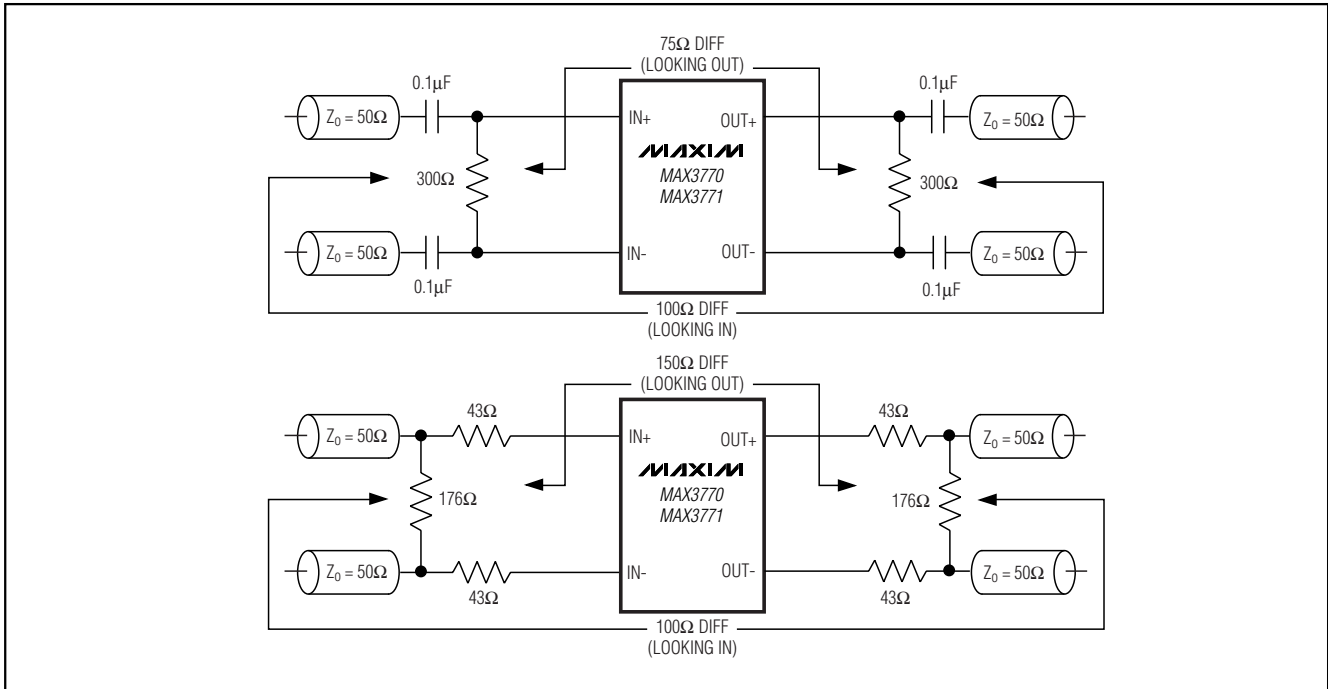 75Ω DIFF
(LOOKING OUT)
0.1µF
0.1µF
Z0 = 50Ω
IN+
OUT+
Z0 = 50Ω
MAXIM
300Ω
MAX3770
300Ω
MAX3771
Z0 = 50Ω
IN-
OUT-
Z0 = 50Ω
0.1µF
0.1µF
100Ω DIFF
(LOOKING IN)
150Ω DIFF
(LOOKING OUT)
43Ω
43Ω
Z0 = 50Ω
IN+
OUT+
Z0 = 50Ω
MAXIM
176Ω
MAX3770
176Ω
MAX3771
Z0 = 50Ω
IN-
OUT-
Z0 = 50Ω
43Ω
43Ω
100Ω DIFF
(LOOKING IN)